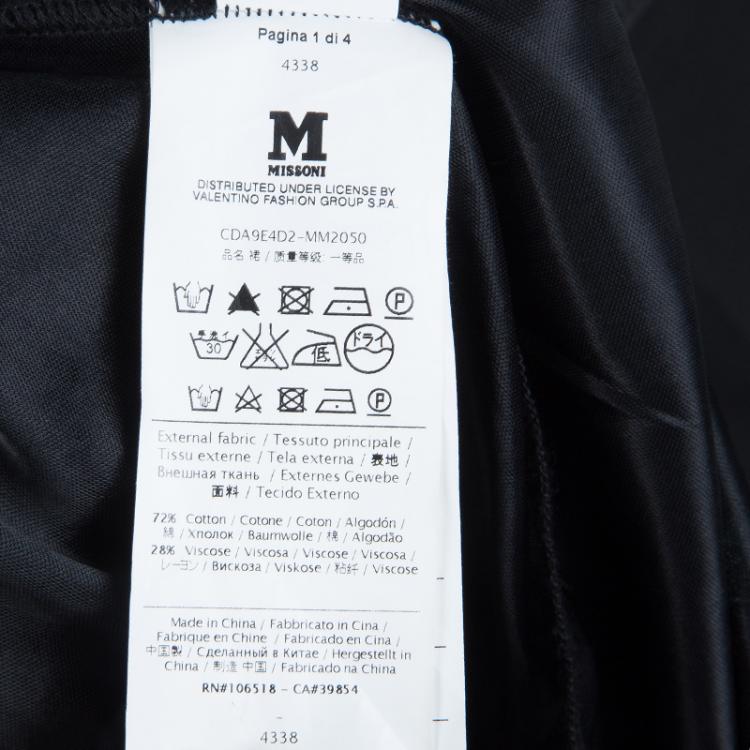 Pagina 1 di 4
4338
M
MISSONI
DISTRIBUTED UNDER LICENSE BY
VALENTINO FASHION GROUP S.P.A.
CDA9E4D2-MM2050
品名 裙 / 质量等级: 一等品
P
手洗イ 30 低 ドライ
P
External fabric / Tessuto principale /
Tissu externe / Tela externa / 表地 /
Внешная ткань / Externes Gewebe /
面料 / Tecido Externo
72% Cotton / Cotone / Coton / Algodón /
綿 / Хлопок / Baumwolle / 棉 / Algodão
28% Viscose / Viscosa / Viscose / Viscosa /
レーヨン / Вискоза / Viskose / 粘纤 / Viscose
Made in China / Fabbricato in Cina /
Fabrique en Chine / Fabricado en Cina /
中国製 / Сделанный в Китае / Hergestellt in
China / 制造 中国 / Fabricado na China
RN#106518 - CA#39854
-
4338